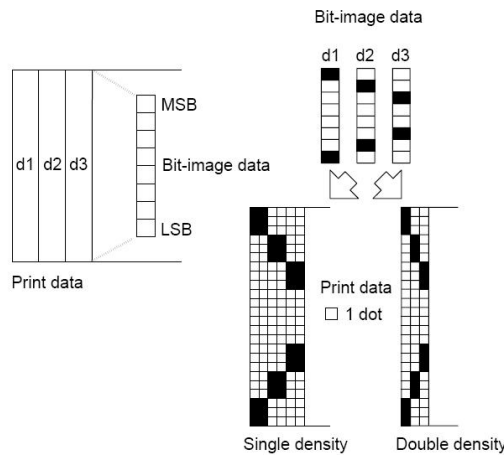 Bit-image data
d1 d2 d3
MSB
d1 d2 d3
Bit-image data
LSB
Print data
Print data
1 dot
Single density
Double density